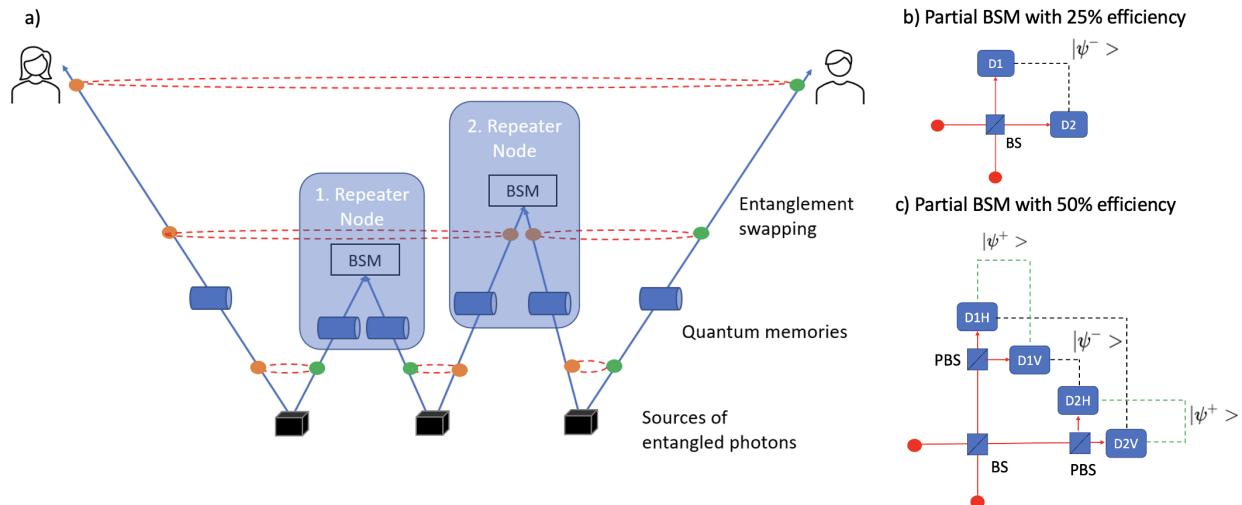 a)
1. Repeater
Node
BSM
2. Repeater
Node
BSM
Entanglement
swapping
Quantum memories
Sources of
entangled photons
b) Partial BSM with 25% efficiency
|ψ⁻ >
D1
D2
BS
c) Partial BSM with 50% efficiency
|ψ⁺ >
D1H
|ψ⁻ >
PBS
D1V
D2H
|ψ⁺ >
D2V
BS
PBS